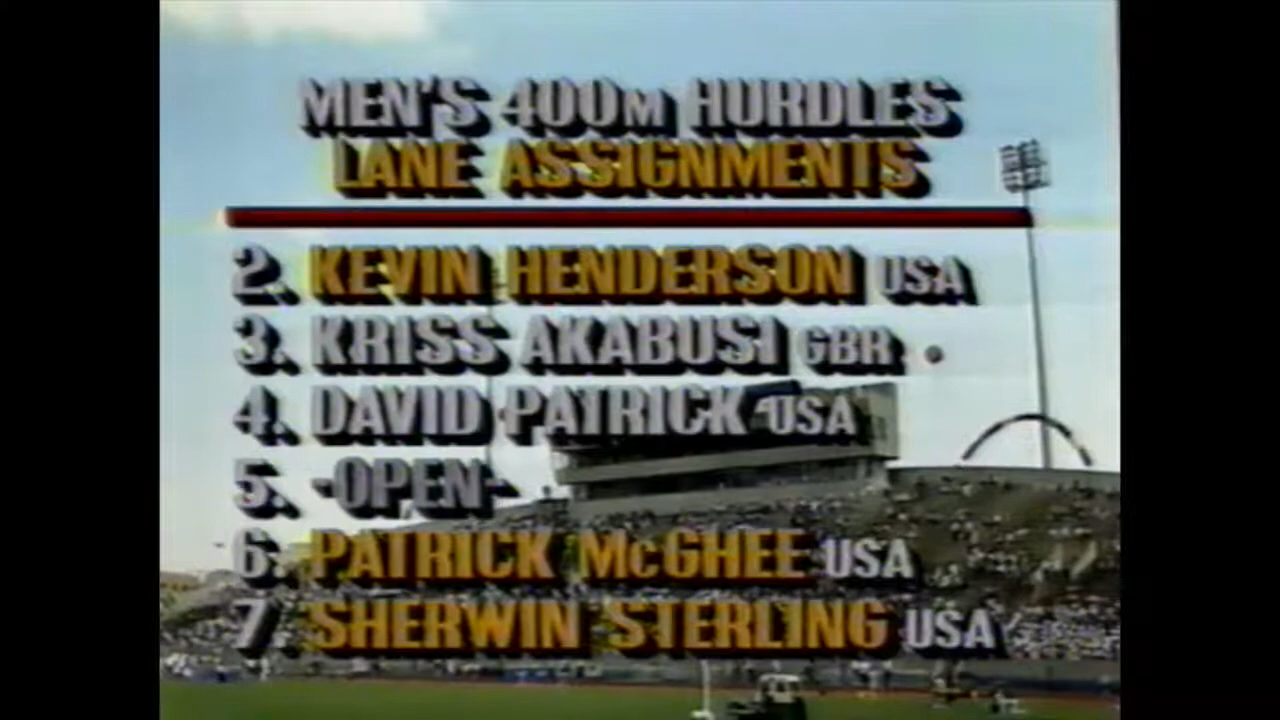 MEN'S 400M HURDLES
LANE ASSIGNMENTS
2. KEVIN HENDERSON USA
3. KRISS AKABUSI GBR
4. DAVID PATRICK USA
5. -OPEN-
6. PATRICK McGHEE USA
7. SHERWIN STERLING USA